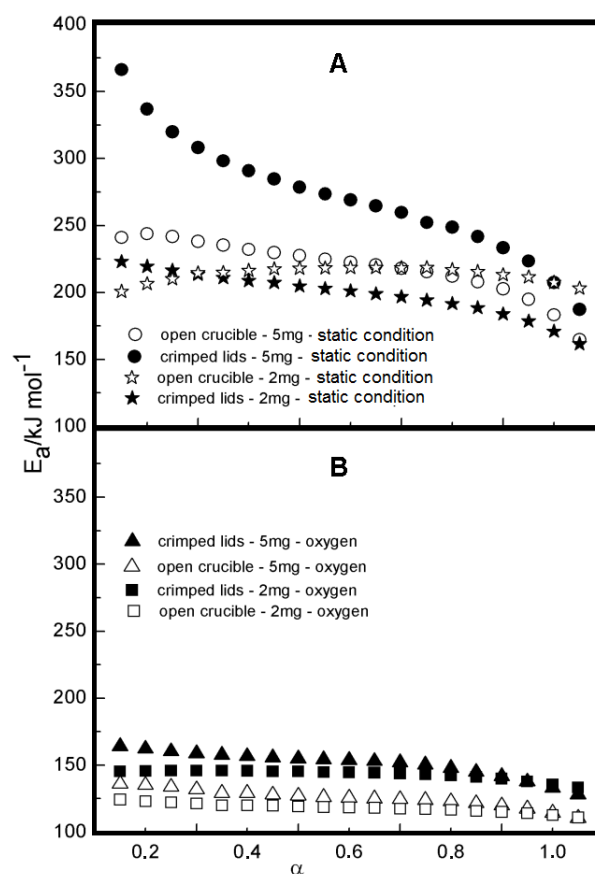 400
A
350
300
250
200
150
100
open crucible - 5mg - static condition
crimped lids - 5mg - static condition
open crucible - 2mg - static condition
crimped lids - 2mg - static condition
Ea/kJ mol⁻¹
B
350
300
250
200
150
100
crimped lids - 5mg - oxygen
open crucible - 5mg - oxygen
crimped lids - 2mg - oxygen
open crucible - 2mg - oxygen
0.2 0.4 0.6 0.8 1.0
α